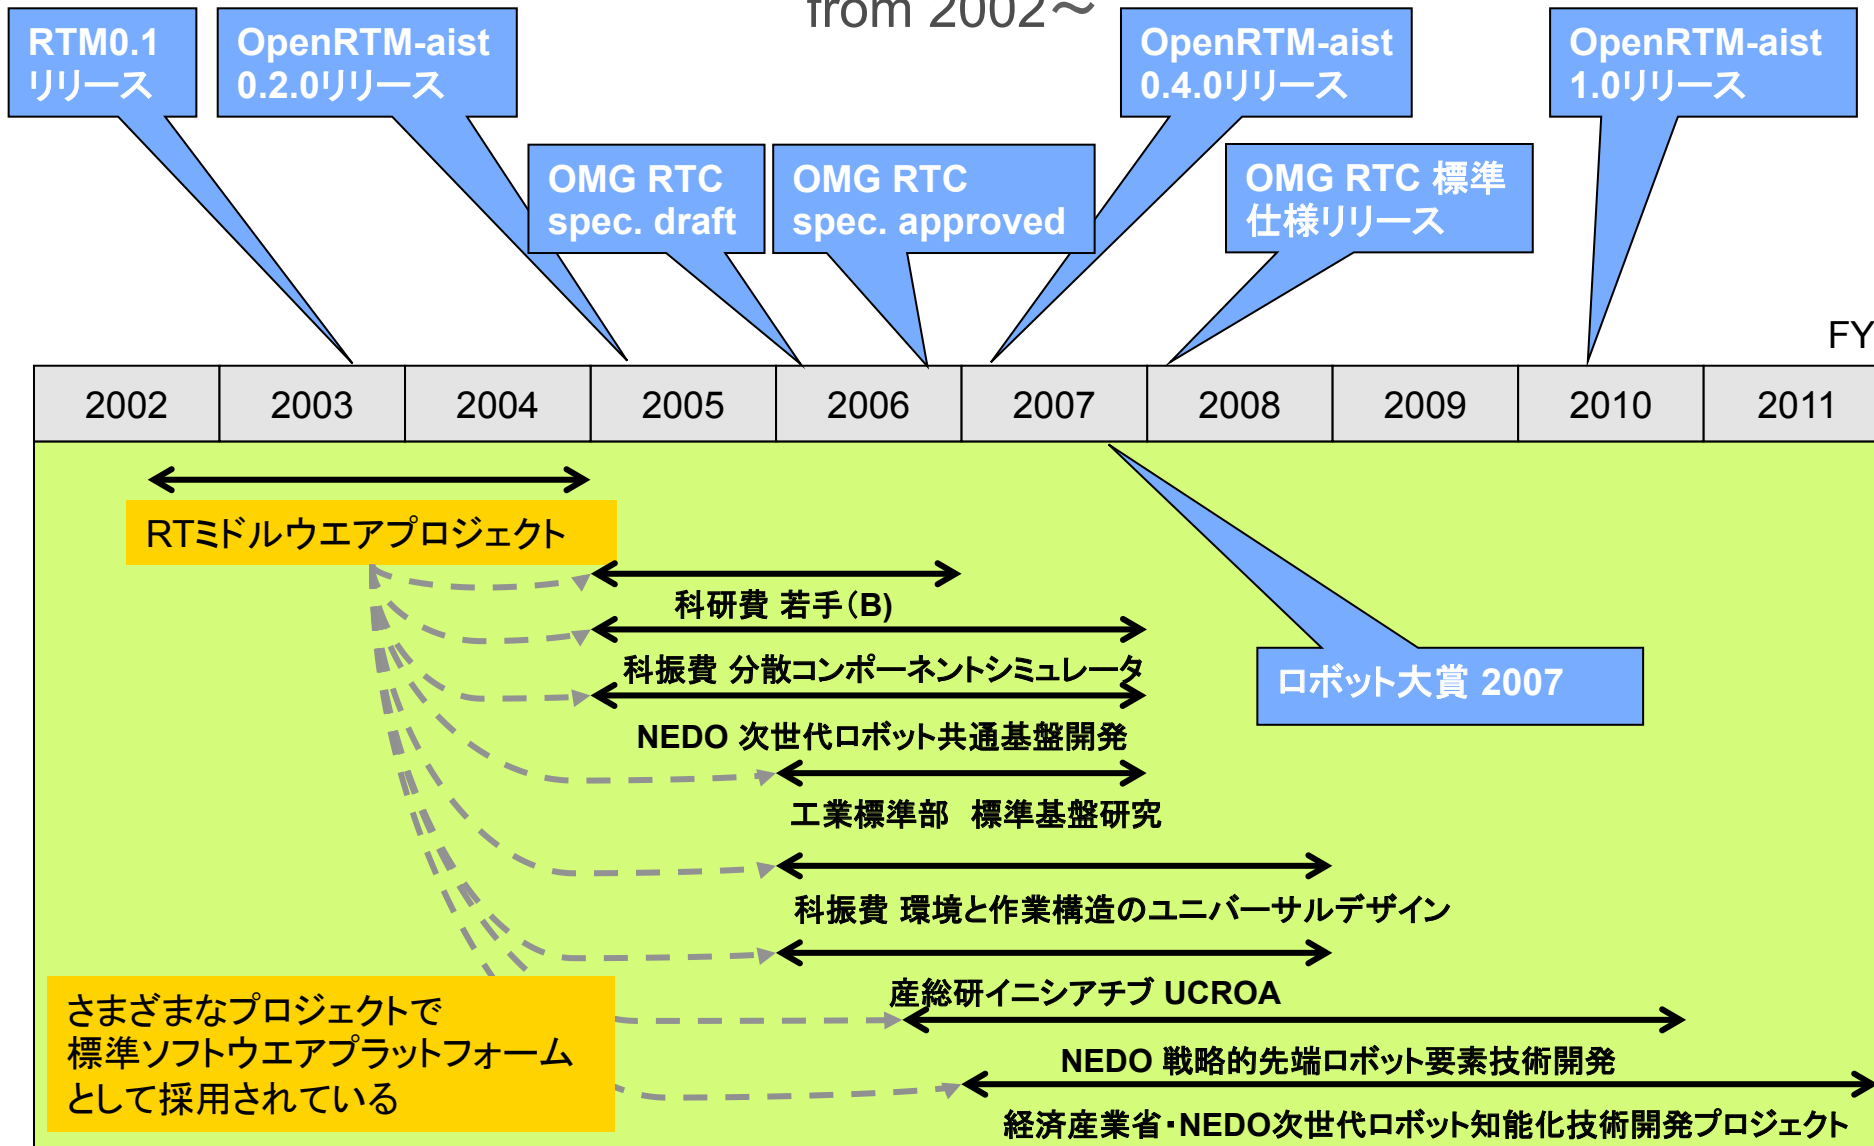 from 2002～
RTM0.1
リリース
OpenRTM-aist
0.2.0リリース
OpenRTM-aist
0.4.0リリース
OpenRTM-aist
1.0リリース
OMG RTC
spec. draft
OMG RTC
spec. approved
OMG RTC 標準
仕様リリース
FY
2002 2003 2004 2005 2006 2007 2008 2009 2010 2011
RTミドルウエアプロジェクト
科研費 若手（B)
科振費 分散コンポーネントシミュレータ
ロボット大賞 2007
NEDO 次世代ロボット共通基盤開発
工業標準部　標準基盤研究
科振費 環境と作業構造のユニバーサルデザイン
産総研イニシアチブ UCROA
さまざまなプロジェクトで
標準ソフトウエアプラットフォーム
として採用されている
NEDO 戦略的先端ロボット要素技術開発
経済産業省・NEDO次世代ロボット知能化技術開発プロジェクト